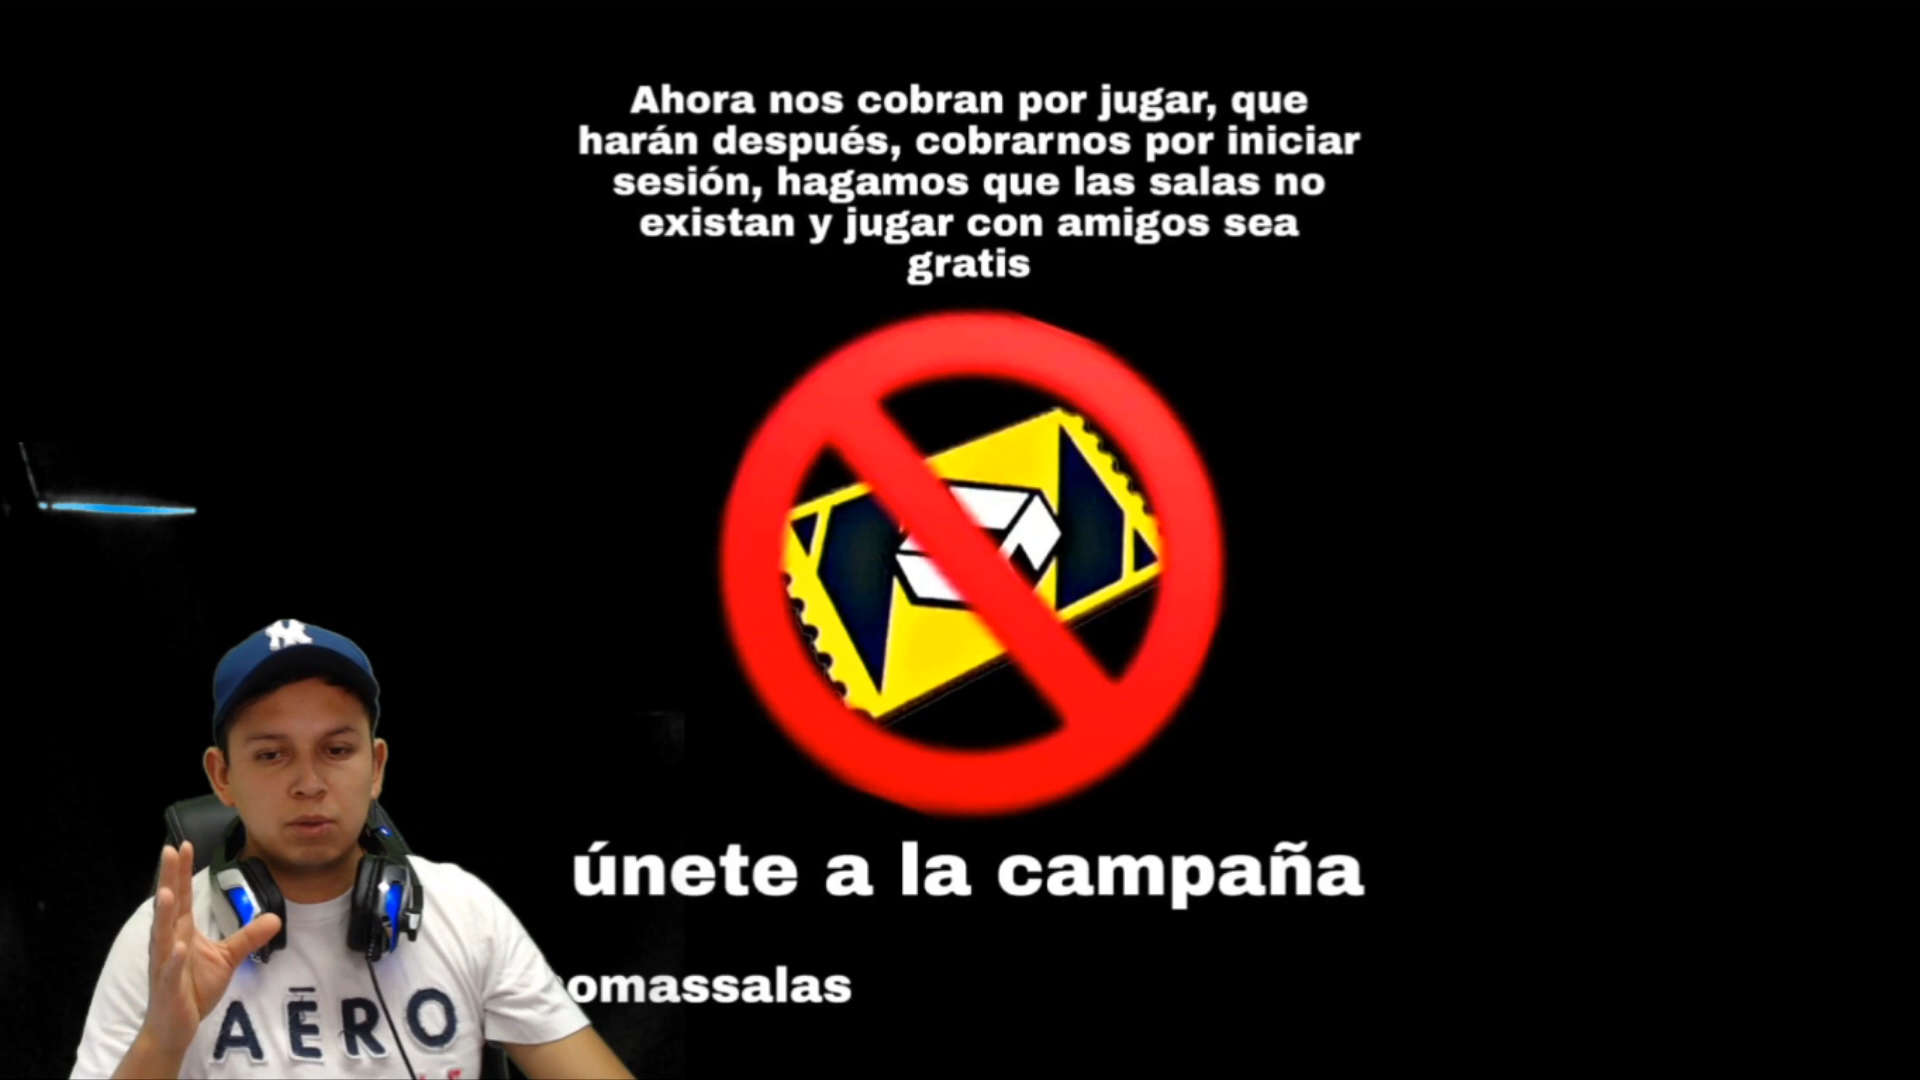 Ahora nos cobran por jugar, que
harán después, cobrarnos por iniciar
sesión, hagamos que las salas no
existan y jugar con amigos sea
gratis
únete a la campaña
omassalas
AERO